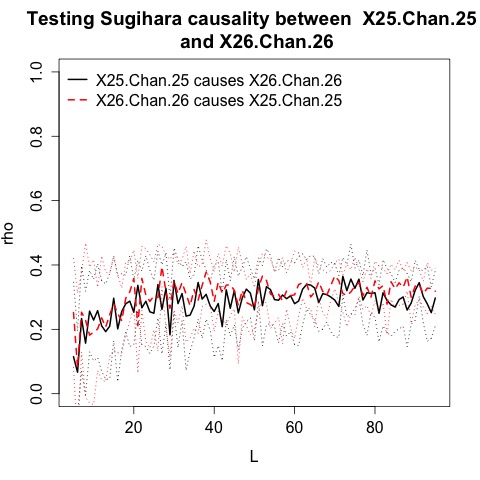 Testing Sugihara causality between X25.Chan.25
and X26.Chan.26
X25.Chan.25 causes X26.Chan.26
X26.Chan.26 causes X25.Chan.25
rho
1.0
0.8
0.6
0.4
0.2
0.0
20 40 60 80
L